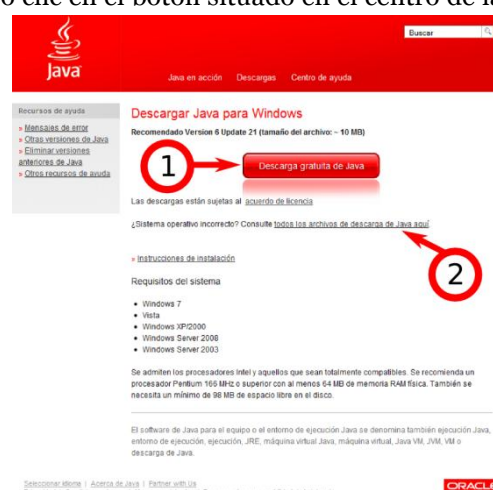 o clic en el botón situado en el centro de la
Buscar
Java
Java en acción Descargas Centro de ayuda
Recursos de ayuda
» Mensajes de error
» Otras versiones de Java
» Eliminar versiones
anteriores de Java
» Otros recursos de ayuda
Descargar Java para Windows
Recomendado Version 6 Update 21 (tamaño del archivo: ~ 10 MB)
1
Descarga gratuita de Java
Las descargas están sujetas al acuerdo de licencia
¿Sistema operativo incorrecto? Consulte todos los archivos de descarga de Java aquí.
2
» Instrucciones de instalación
Requisitos del sistema
• Windows 7
• Vista
• Windows XP/2000
• Windows Server 2008
• Windows Server 2003
Se admiten los procesadores Intel y aquellos que sean totalmente compatibles. Se recomienda un
procesador Pentium 166 MHz o superior con al menos 64 MB de memoria RAM física. También se
necesita un mínimo de 98 MB de espacio libre en el disco.
El software de Java para el equipo o el entorno de ejecución Java se denomina también ejecución Java,
entorno de ejecución, ejecución, JRE, máquina virtual Java, máquina virtual, Java VM, JVM, VM o
descarga de Java.
Seleccionar idioma | Acerca de Java | Partner with Us
ORACLE